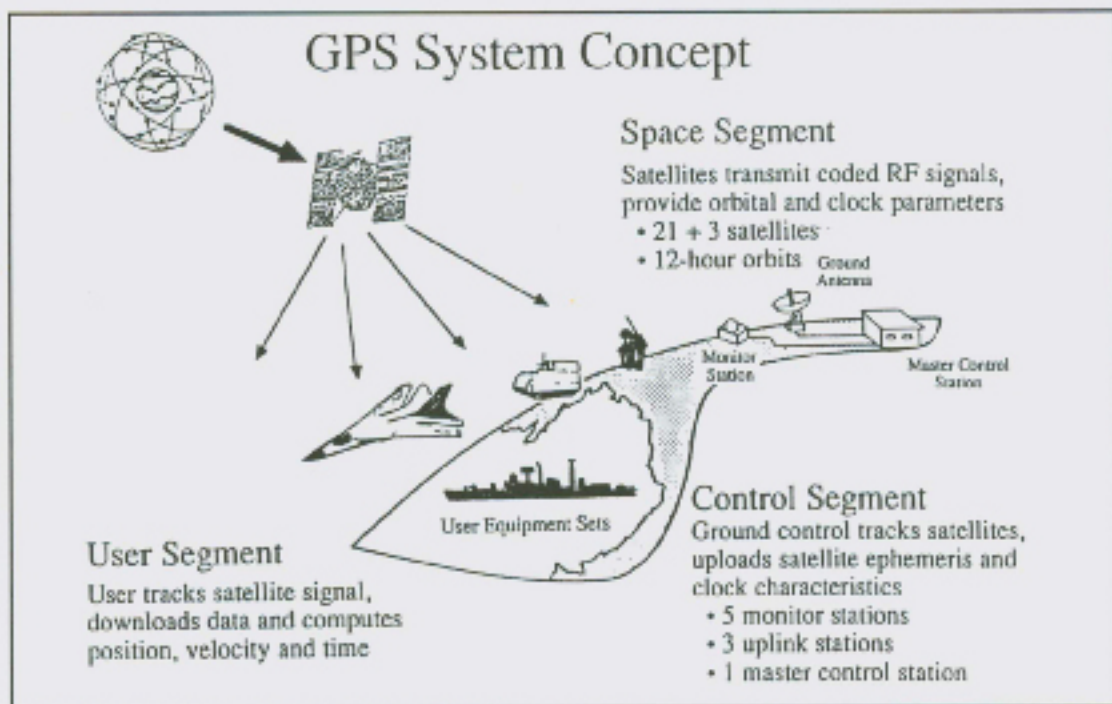 GPS System Concept
Space Segment
Satellites transmit coded RF signals,
provide orbital and clock parameters
• 21 + 3 satellites
• 12-hour orbits
Ground
Antenna
Monitor
Station
Master Control
Station
User Equipment Sets
Control Segment
Ground control tracks satellites,
uploads satellite ephemeris and
clock characteristics
• 5 monitor stations
• 3 uplink stations
• 1 master control station
User Segment
User tracks satellite signal,
downloads data and computes
position, velocity and time